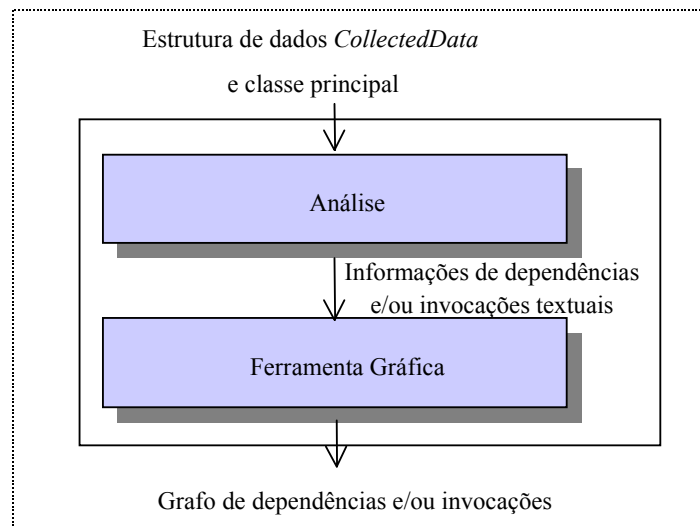 Estrutura de dados CollectedData
e classe principal
Análise
Informações de dependências
e/ou invocações textuais
Ferramenta Gráfica
Grafo de dependências e/ou invocações